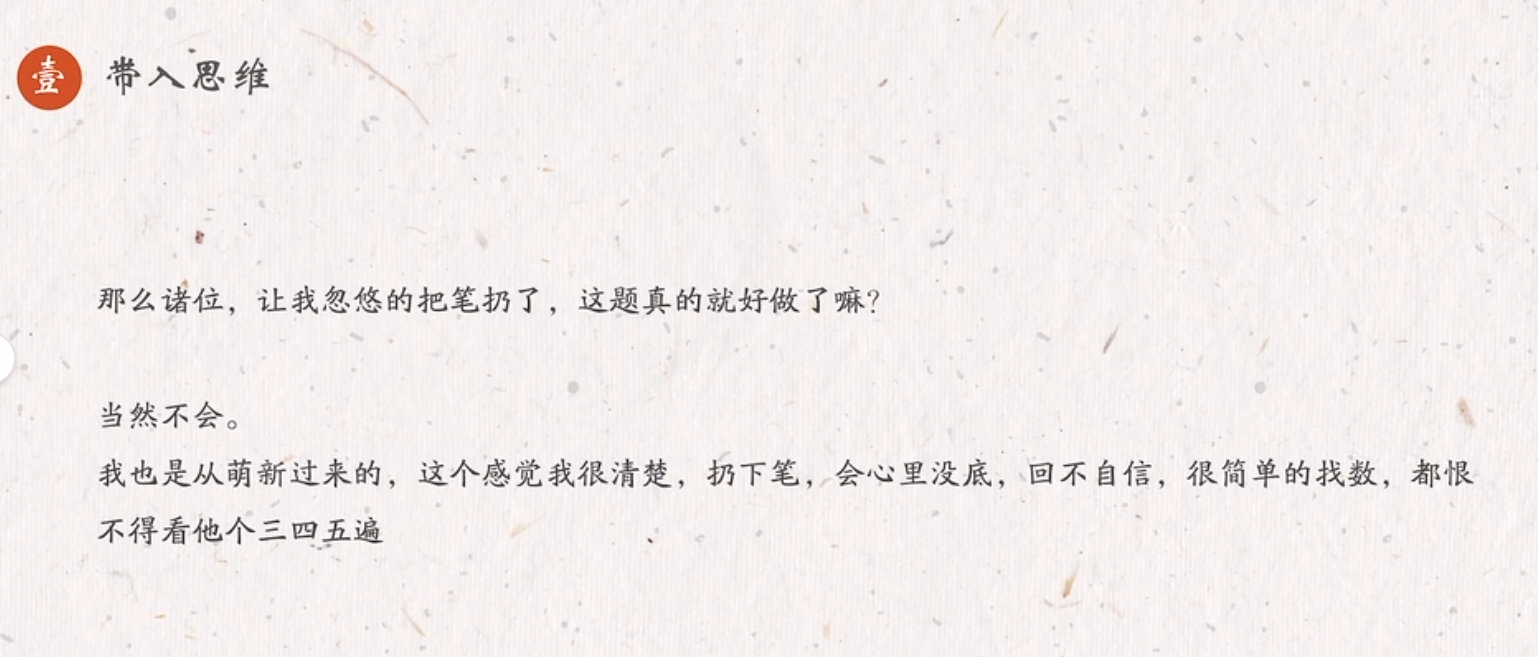 壹 带入思维
那么诸位，让我忽悠的把笔扔了，这题真的就好做了嘛？
当然不会。
我也是从萌新过来的，这个感觉我很清楚，扔下笔，会心里没底，回不自信，很简单的找数，都恨
不得看他个三四五遍